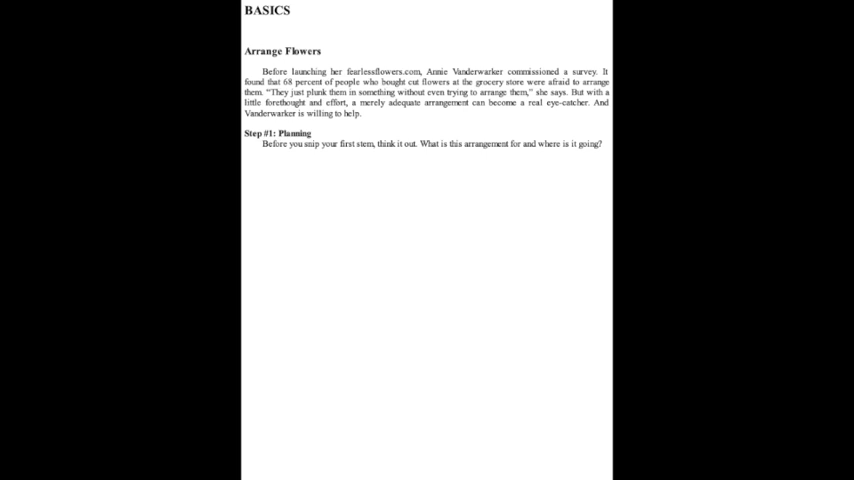 BASICS
Arrange Flowers
Before launching her fearlessflowers.com, Annie Vanderwarker commissioned a survey. It
found that 68 percent of people who bought cut flowers at the grocery store were afraid to arrange
them. “They just plunk them in something without even trying to arrange them,” she says. But with a
little forethought and effort, a merely adequate arrangement can become a real eye-catcher. And
Vanderwarker is willing to help.
Step #1: Planning
Before you snip your first stem, think it out. What is this arrangement for and where is it going?